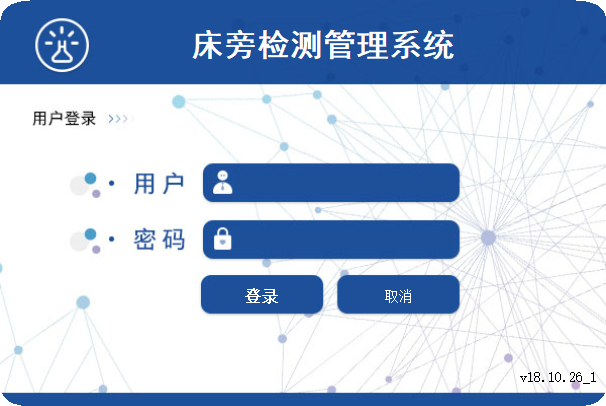 床旁检测管理系统
用户登录 >>>
用户
密码
登录 取消
v18.10.26_1